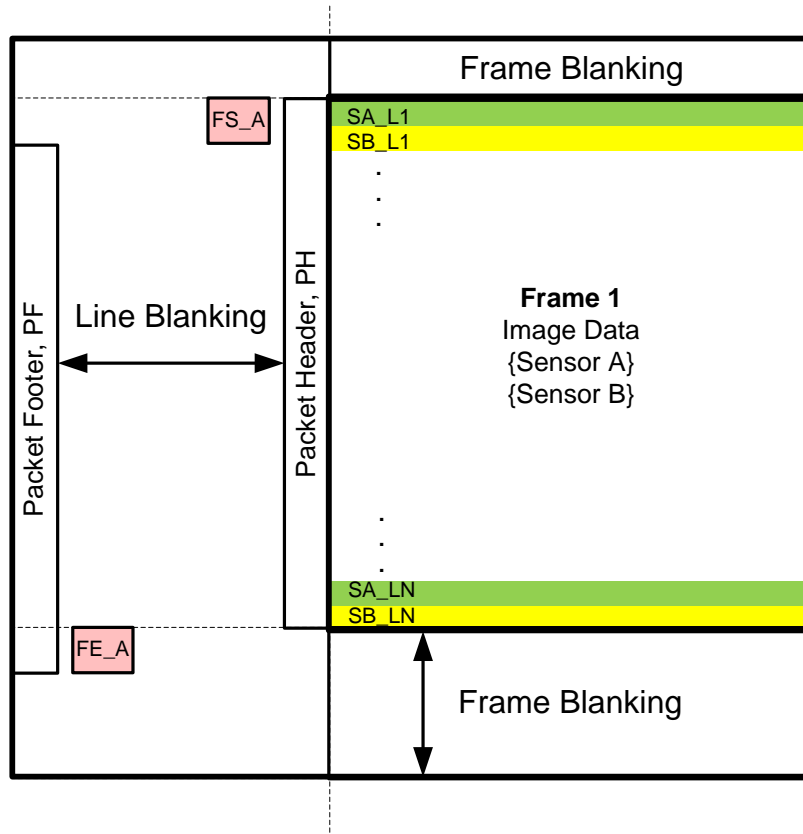 Frame Blanking
FS_A
SA_L1
SB_L1
.
.
.
Packet Footer, PF
Line Blanking
Packet Header, PH
Frame 1
Image Data
{Sensor A}
{Sensor B}
.
.
.
SA_LN
SB_LN
FE_A
Frame Blanking